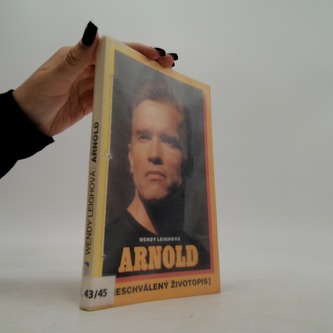 WENDY LEIGHOVÁ: ARNOLD
43/45
WENDY LEIGHOVÁ
ARNOLD
NESCHVÁLENÝ ŽIVOTOPIS]